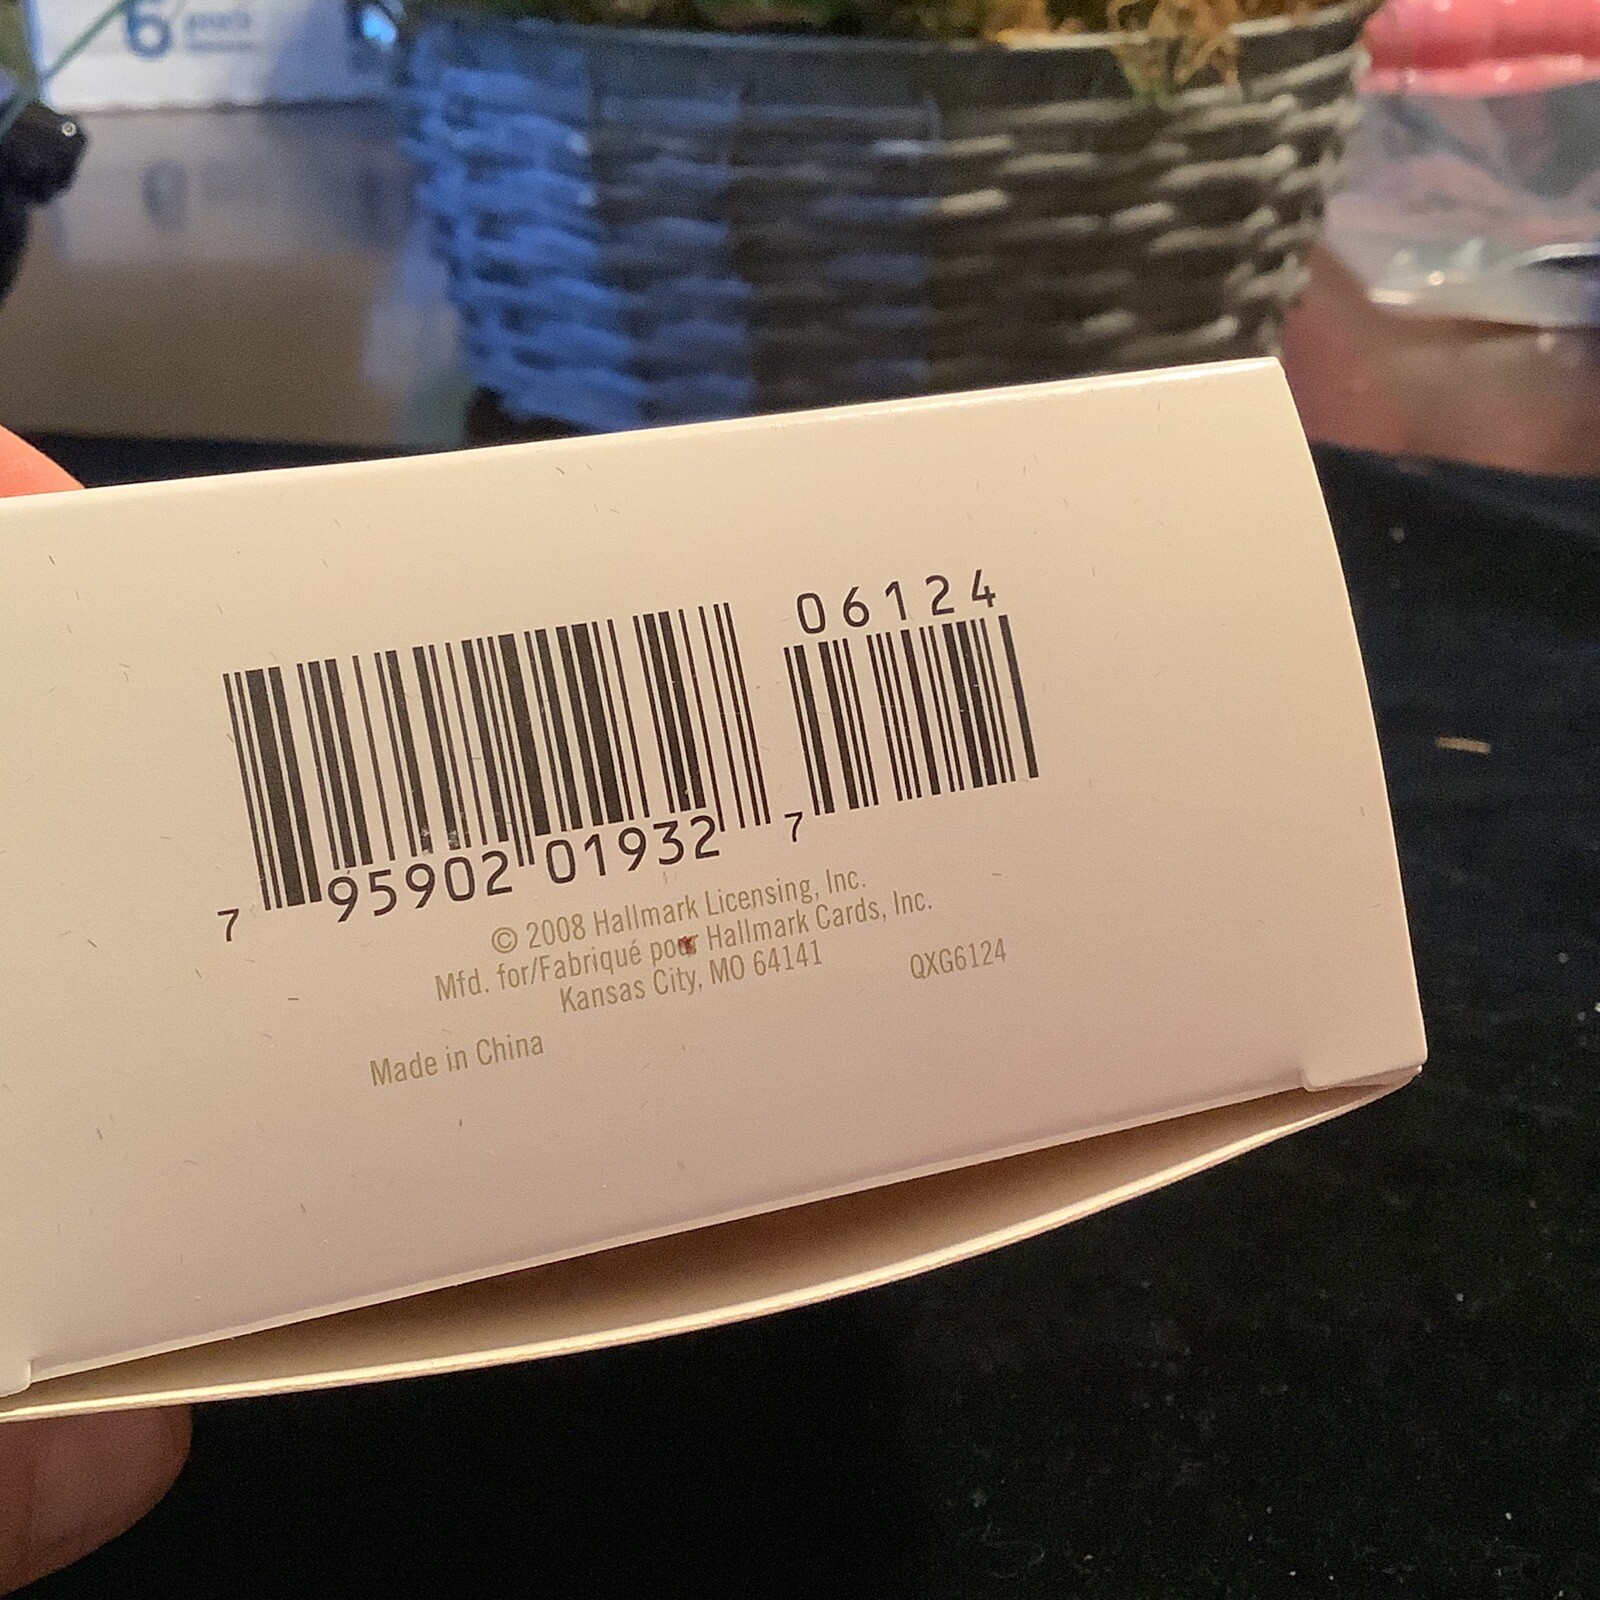 6
06124
7 95902 01932 7
© 2008 Hallmark Licensing, Inc.
Mfd. for/Fabriqué pour Hallmark Cards, Inc.
Kansas City, MO 64141
QXG6124
Made in China